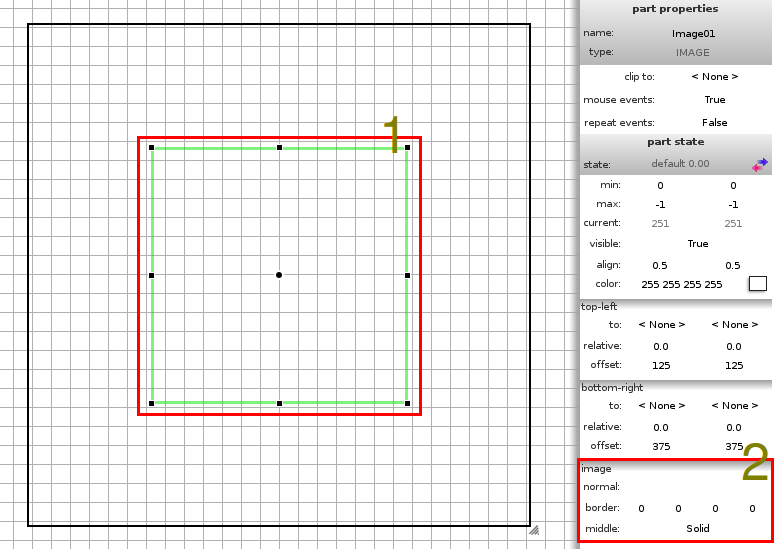 part properties
name: Image01
type: IMAGE
clip to: < None >
mouse events: True
repeat events: False
part state
state: default 0.00
min: 0 0
max: -1 -1
current: 251 251
visible: True
align: 0.5 0.5
color: 255 255 255 255
top-left
to: < None > < None >
relative: 0.0 0.0
offset: 125 125
bottom-right
to: < None > < None >
relative: 0.0 0.0
offset: 375 375
image
normal:
border: 0 0 0 0
middle: Solid
1
2